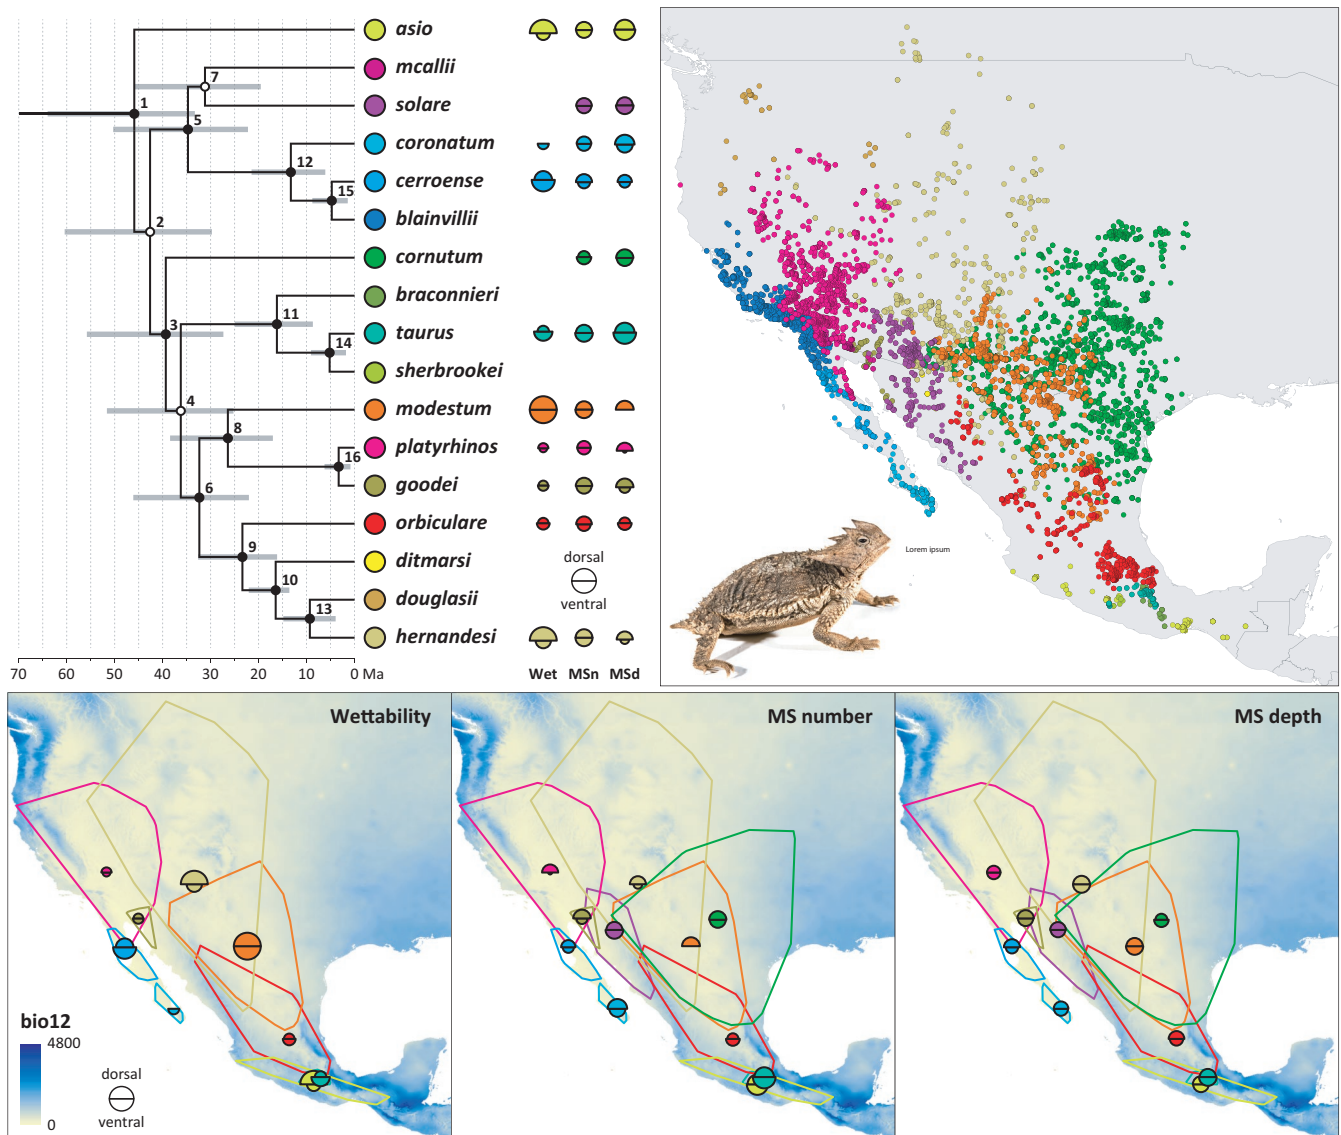 asio
7
mcallii
1
solare
5
12
coronatum
15
cerroense
2
blainvillii
cornutum
11
braconnieri
3
14
taurus
sherbrookei
4
8
modestum
16
platyrhinos
6
goodei
9
orbiculare
10
ditmarsi
13
douglasii
hernandesi
dorsal
ventral
70 60 50 40 30 20 10 0 Ma
Wet MSn MSd
Lorem ipsum
Wettability
bio12
4800
0
dorsal
ventral
MS number
MS depth